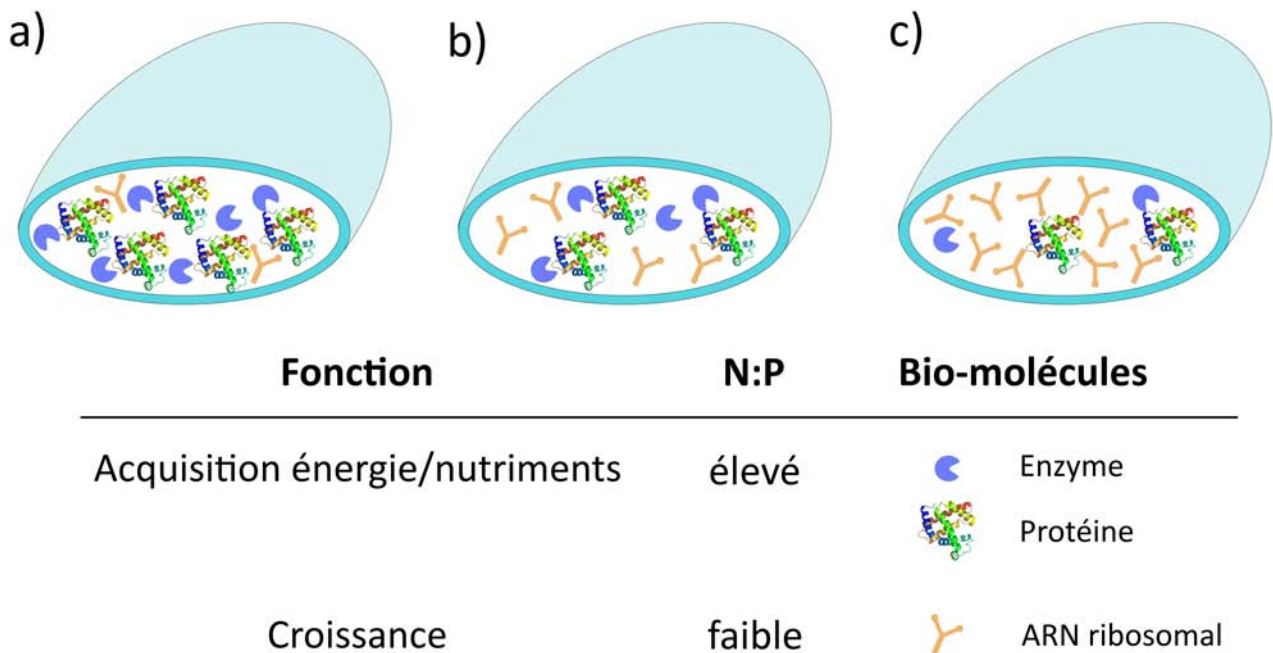 a) b) c)
Fonction N:P Bio-molécules
Acquisition énergie/nutriments élevé Enzyme
Protéine
Croissance faible ARN ribosomal